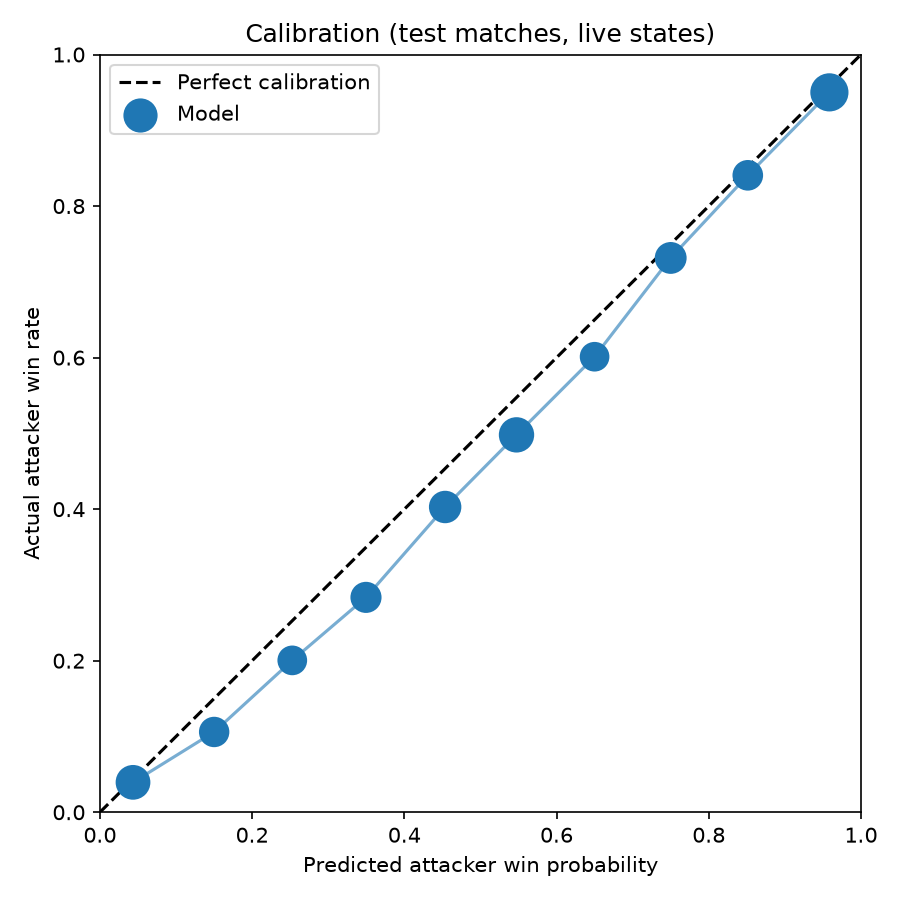 Calibration (test matches, live states)
Perfect calibration
Model
1.0
0.8
0.6
0.4
0.2
0.0
Actual attacker win rate
0.0 0.2 0.4 0.6 0.8 1.0
Predicted attacker win probability